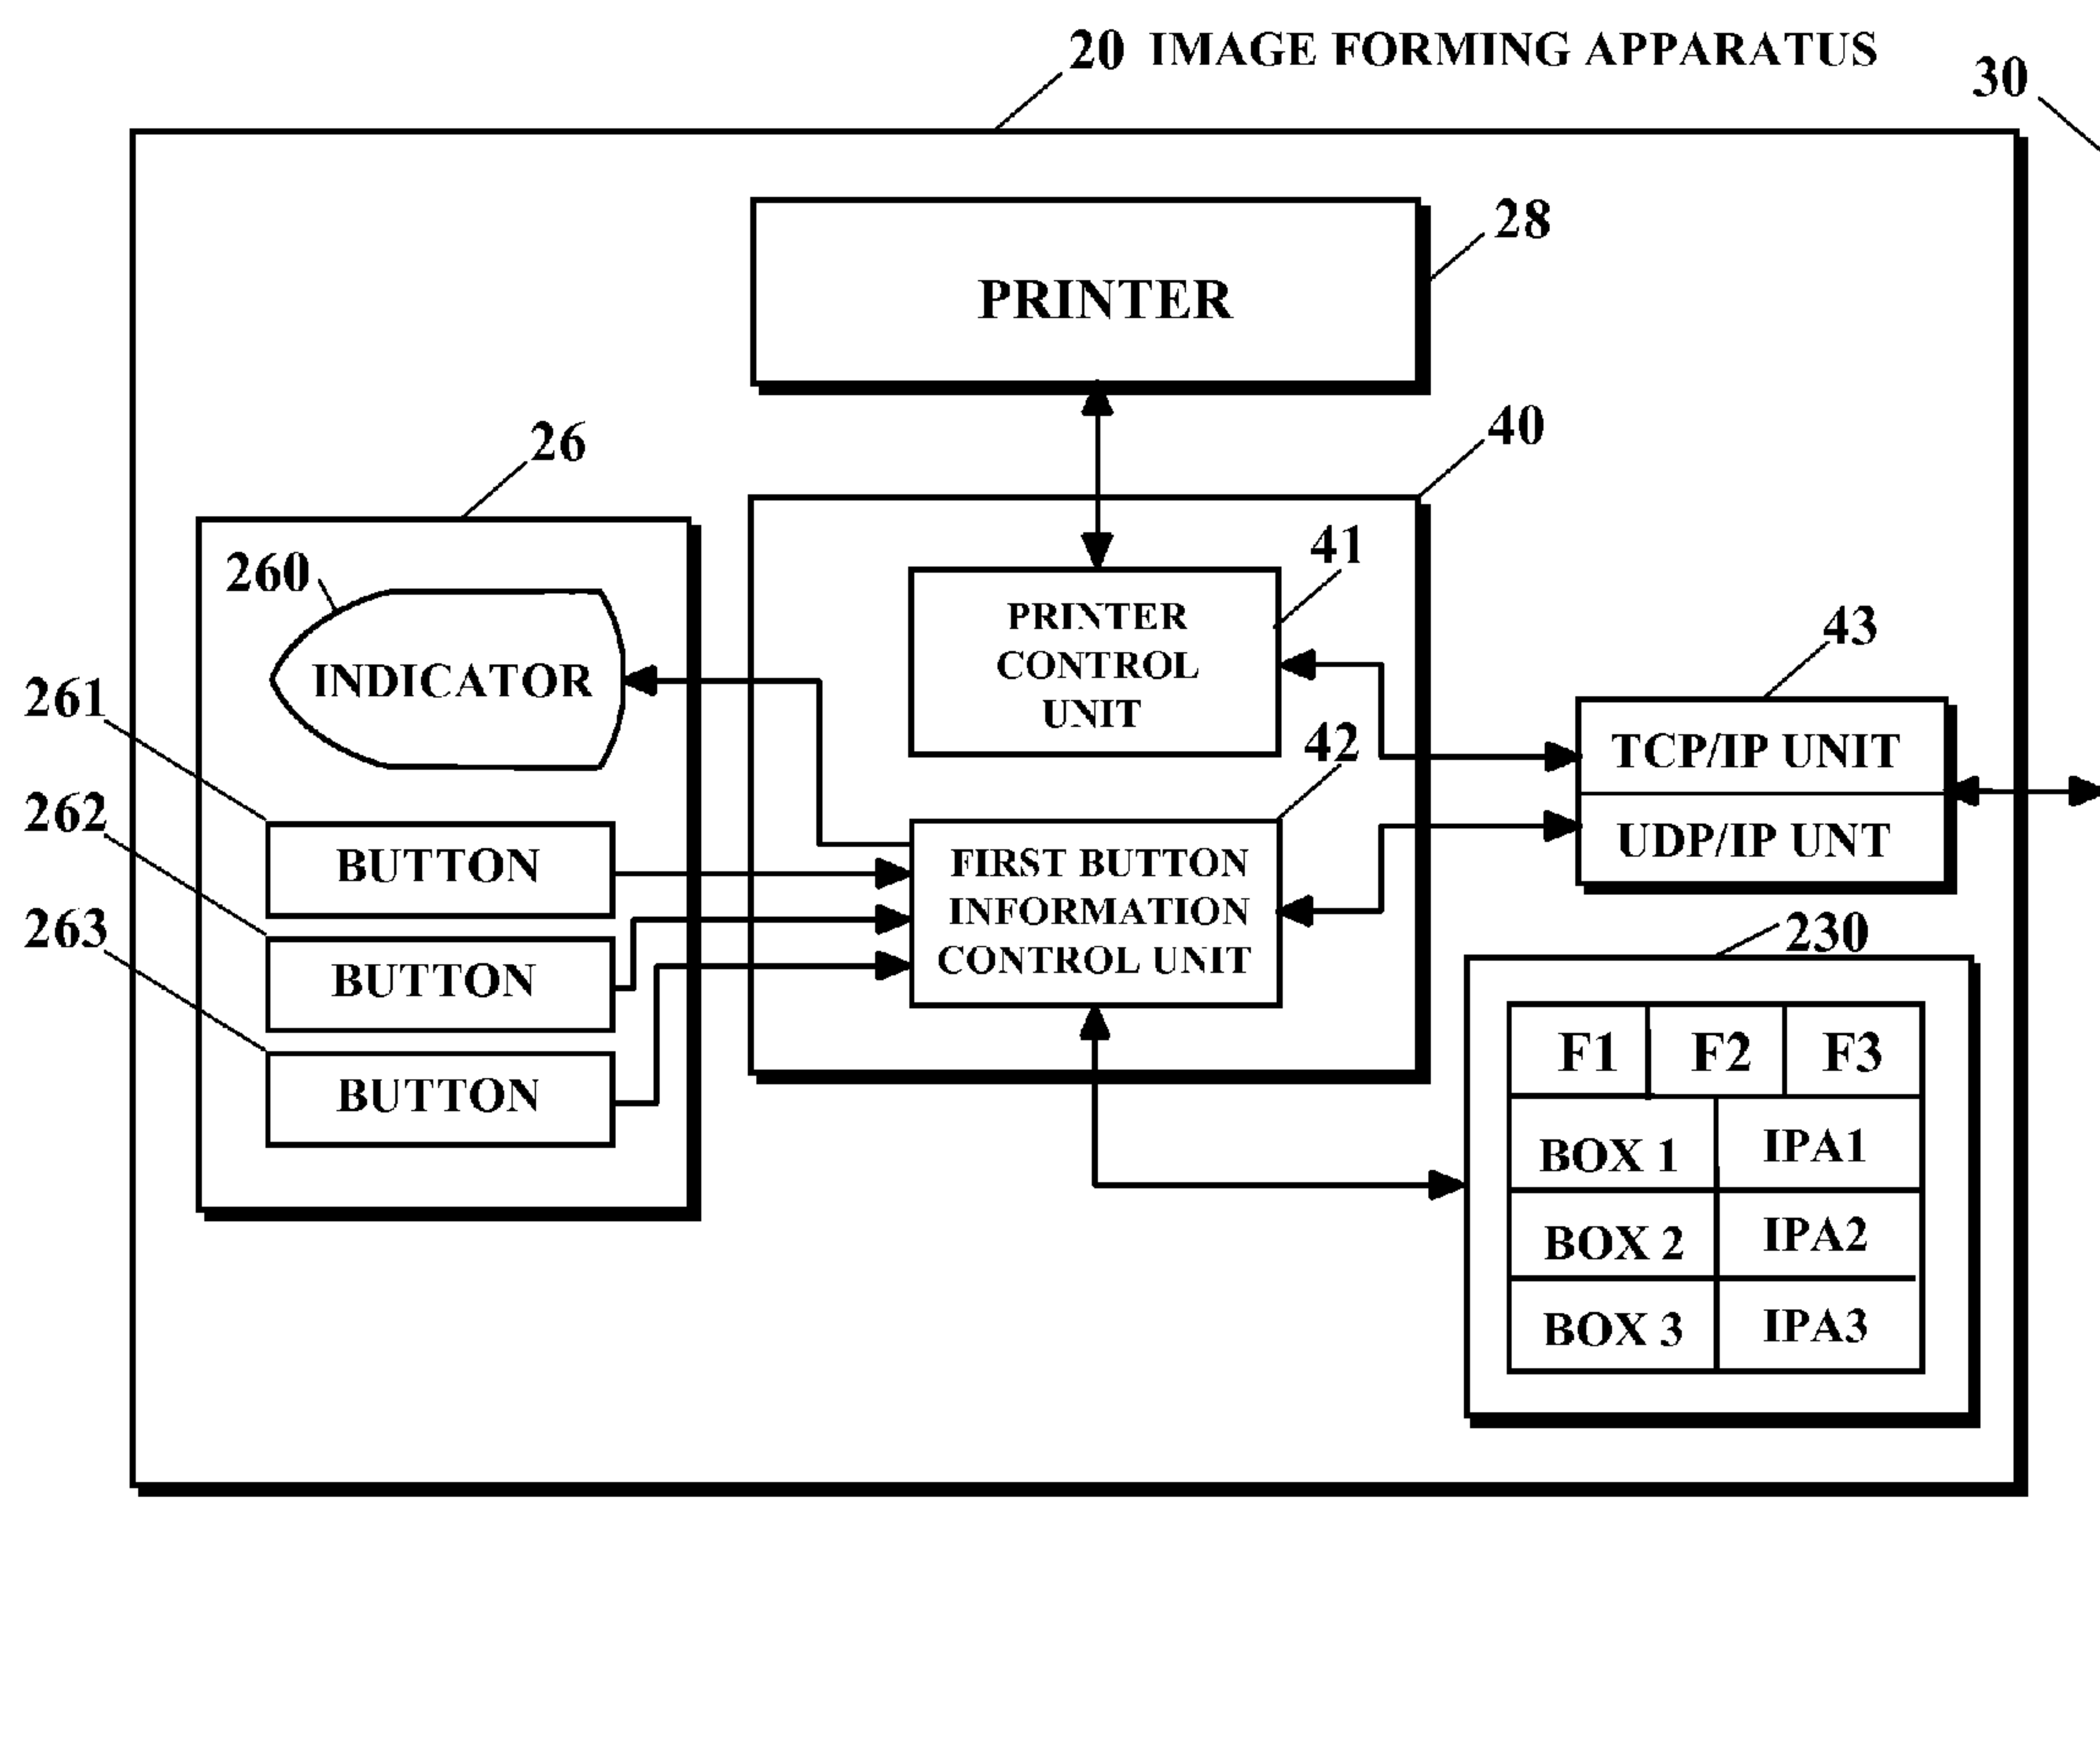 20 IMAGE FORMING APPARATUS
30
28
PRINTER
40
26
41
260
PRINTER
CONTROL
UNIT
43
INDICATOR
261
42
TCP/IP UNIT
262
UDP/IP UNT
BUTTON
FIRST BUTTON
INFORMATION
CONTROL UNIT
263
230
BUTTON
F1 F2 F3
BUTTON
BOX 1 IPA1
BOX 2 IPA2
BOX 3 IPA3